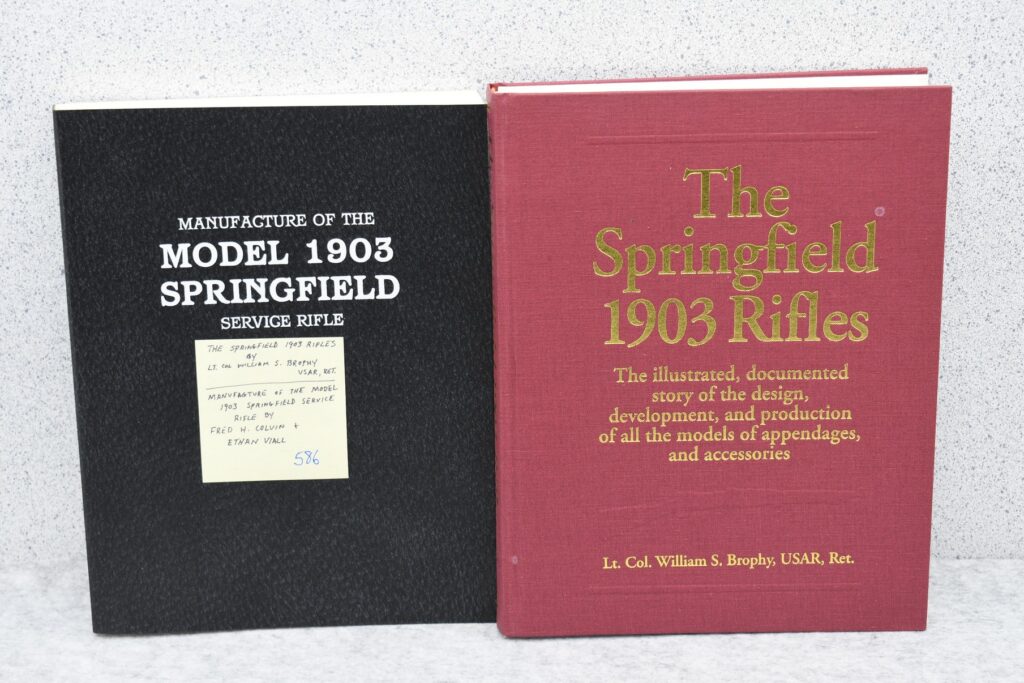 MANUFACTURE OF THE
MODEL 1903
SPRINGFIELD
SERVICE RIFLE
THE SPRINGFIELD 1903 RIFLES
BY
LT. COL WILLIAM S. BROPHY
USAR, RET.
MANUFACTURE OF THE MODEL
1903 SPRINGFIELD SERVICE
RIFLE BY
FRED H. COLVIN +
ETHAN VIALL
586
The
Springfield
1903 Rifles
The illustrated, documented
story of the design,
development, and production
of all the models of appendages,
and accessories
Lt. Col. William S. Brophy, USAR, Ret.